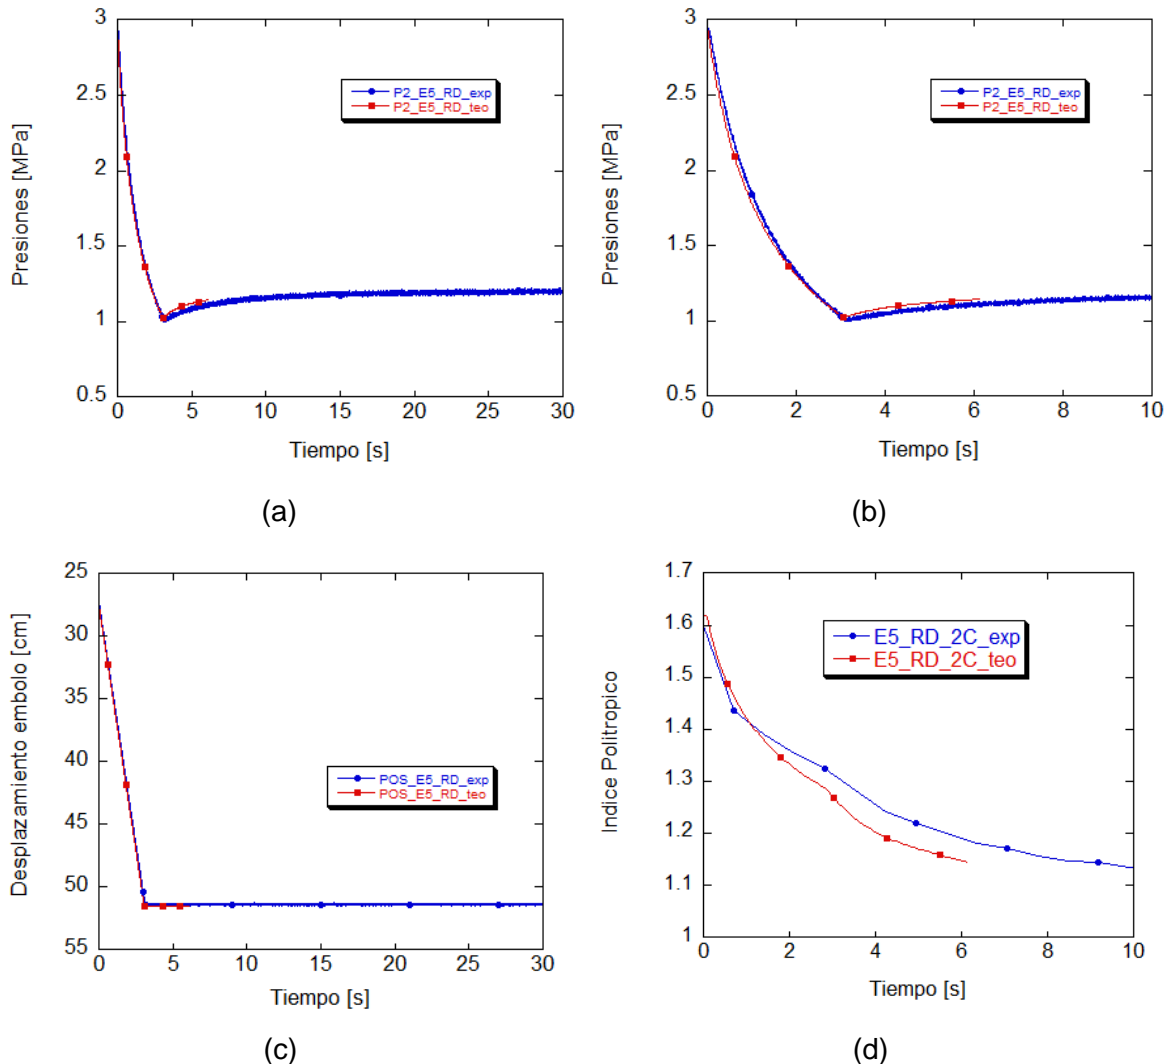 3
2.5
2
1.5
1
0.5
Presiones [MPa]
P2_E5_RD_exp
P2_E5_RD_teo
0 5 10 15 20 25 30
Tiempo [s]
(a)
3
2.5
2
1.5
1
0.5
Presiones [MPa]
P2_E5_RD_exp
P2_E5_RD_teo
0 2 4 6 8 10
Tiempo [s]
(b)
25
30
35
40
45
50
55
Desplazamiento embolo [cm]
POS_E5_RD_exp
POS_E5_RD_teo
0 5 10 15 20 25 30
Tiempo [s]
(c)
1.7
1.6
1.5
1.4
1.3
1.2
1.1
1
Indice Politropico
E5_RD_2C_exp
E5_RD_2C_teo
0 2 4 6 8 10
Tiempo [s]
(d)